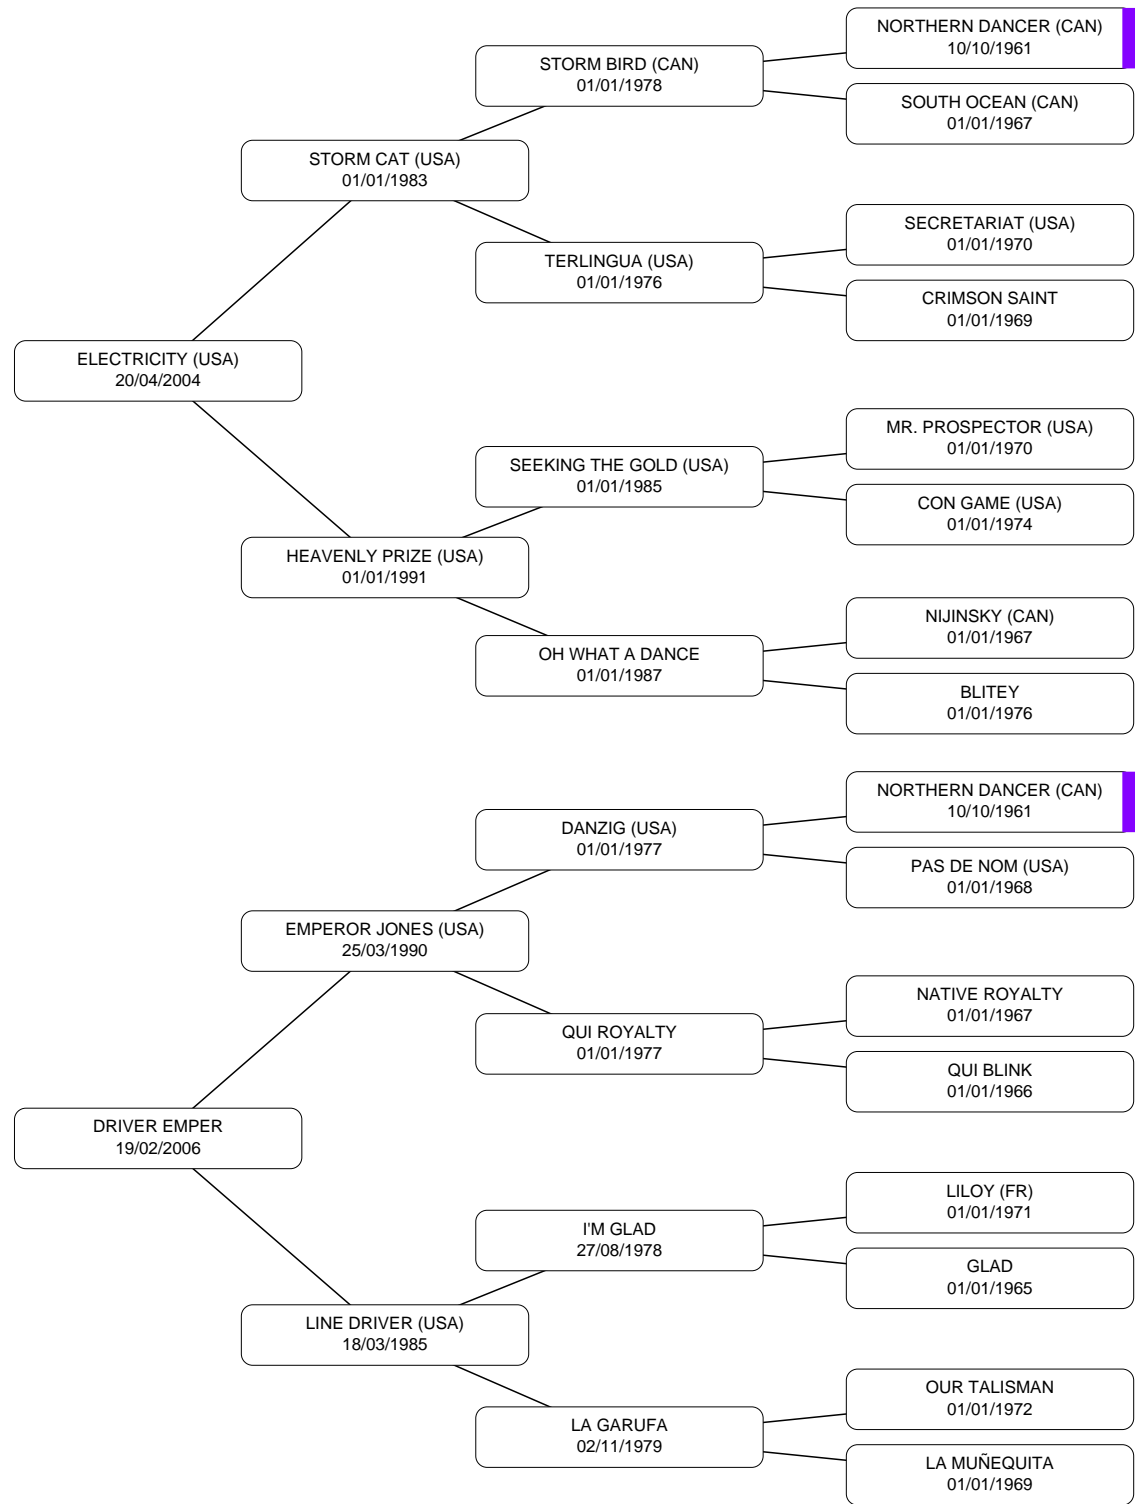 NORTHERN DANCER (CAN)
10/10/1961
STORM BIRD (CAN)
01/01/1978
SOUTH OCEAN (CAN)
01/01/1967
STORM CAT (USA)
01/01/1983
SECRETARIAT (USA)
01/01/1970
TERLINGUA (USA)
01/01/1976
CRIMSON SAINT
01/01/1969
ELECTRICITY (USA)
20/04/2004
MR. PROSPECTOR (USA)
01/01/1970
SEEKING THE GOLD (USA)
01/01/1985
CON GAME (USA)
01/01/1974
HEAVENLY PRIZE (USA)
01/01/1991
NIJINSKY (CAN)
01/01/1967
OH WHAT A DANCE
01/01/1987
BLITEY
01/01/1976
NORTHERN DANCER (CAN)
10/10/1961
DANZIG (USA)
01/01/1977
PAS DE NOM (USA)
01/01/1968
EMPEROR JONES (USA)
25/03/1990
NATIVE ROYALTY
01/01/1967
QUI ROYALTY
01/01/1977
QUI BLINK
01/01/1966
DRIVER EMPER
19/02/2006
LILOY (FR)
01/01/1971
I'M GLAD
27/08/1978
GLAD
01/01/1965
LINE DRIVER (USA)
18/03/1985
OUR TALISMAN
01/01/1972
LA GARUFA
02/11/1979
LA MUÑEQUITA
01/01/1969